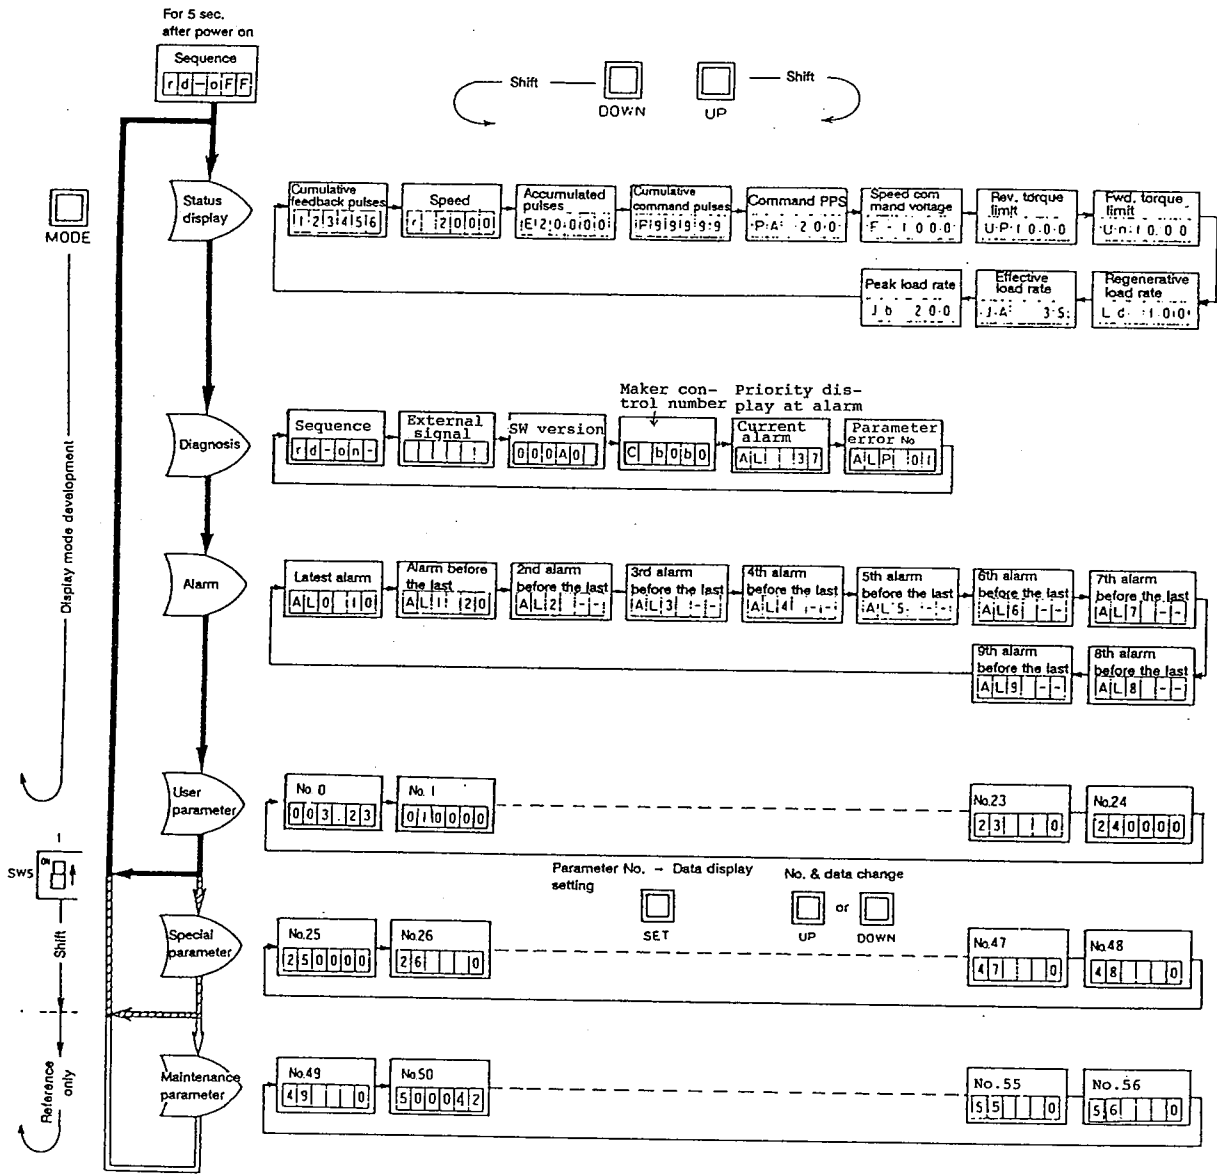 For 5 sec.
after power on
Sequence
rd-oFF
Shift
DOWN
UP
Shift
MODE
Display mode development
Status
display
Cumulative
feedback pulses
123456
Speed
r 2000
Accumulated
pulses
E20000
Cumulative
command pulses
P99999
Command PPS
PA 200
Speed com
mand voltage
F-1000
Rev. torque
limit
UP10.00
Fwd. torque
limit
Un10.00
Peak load rate
Jb 200
Effective
load rate
JA 35
Regenerative
load rate
Ld 100
Diagnosis
Sequence
rd-on-
External
signal
SW version
000A0
Maker con-
trol number
C b0b0
Priority dis-
play at alarm
Current
alarm
AL 37
Parameter
error No
ALP 01
Alarm
Latest alarm
AL0 10
Alarm before
the last
AL1 20
2nd alarm
before the last
AL2 --
3rd alarm
before the last
AL3 --
4th alarm
before the last
AL4 --
5th alarm
before the last
AL5 --
6th alarm
before the last
AL6 --
7th alarm
before the last
AL7 --
9th alarm
before the last
AL9 --
8th alarm
before the last
AL8 --
User
parameter
No. 0
003.23
No. 1
010000
No.23
23 10
No.24
240000
1
SW5
ON
Shift
Parameter No. → Data display
setting
SET
No. & data change
UP
or
DOWN
Special
parameter
No.25
250000
No.26
26 0
No.47
47 0
No.48
48 0
Reference
only
Maintenance
parameter
No.49
49 0
No.50
500042
No.55
55 0
No.56
56 0